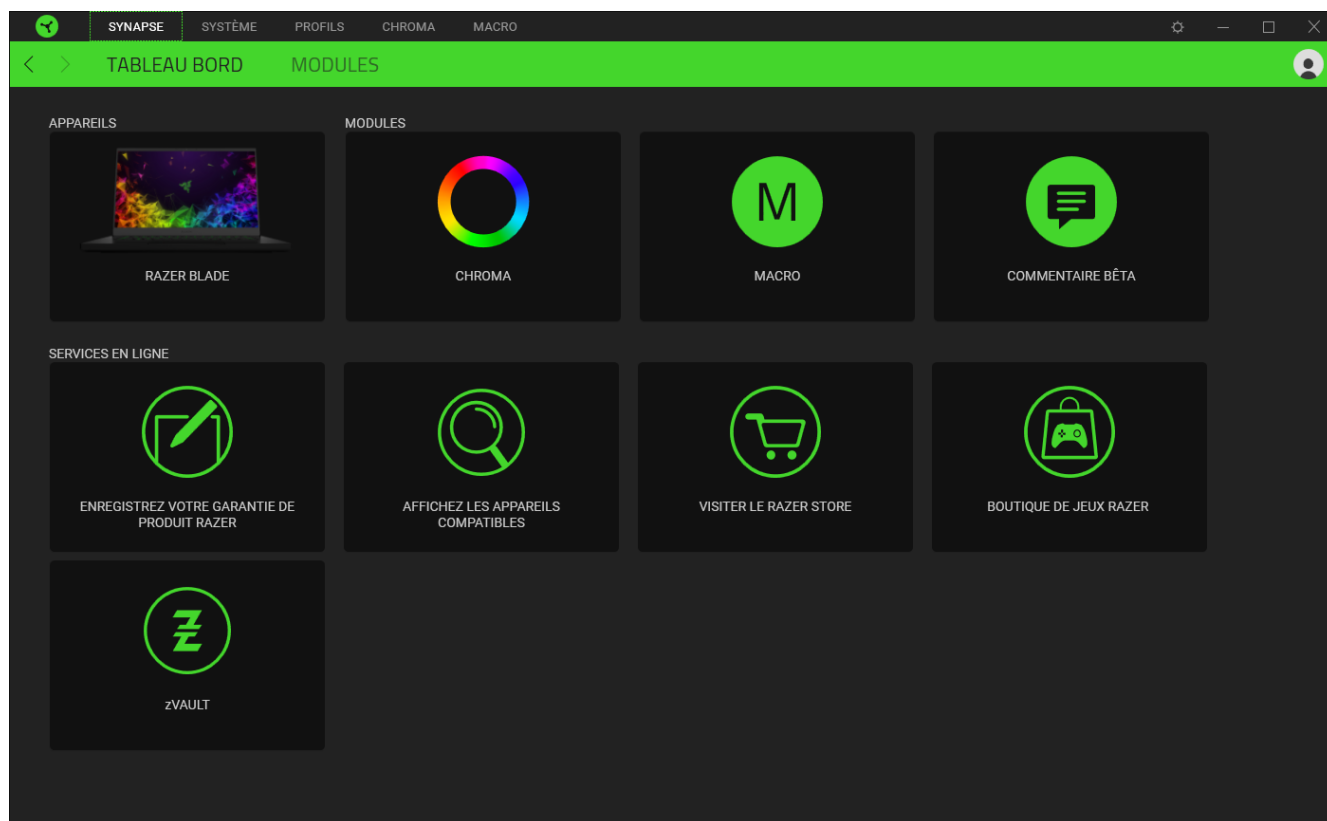 SYNAPSE SYSTÈME PROFILS CHROMA MACRO
TABLEAU BORD MODULES
APPAREILS MODULES
RAZER BLADE CHROMA MACRO COMMENTAIRE BÊTA
M
SERVICES EN LIGNE
ENREGISTREZ VOTRE GARANTIE DE
PRODUIT RAZER
AFFICHEZ LES APPAREILS
COMPATIBLES
VISITER LE RAZER STORE
BOUTIQUE DE JEUX RAZER
zVAULT